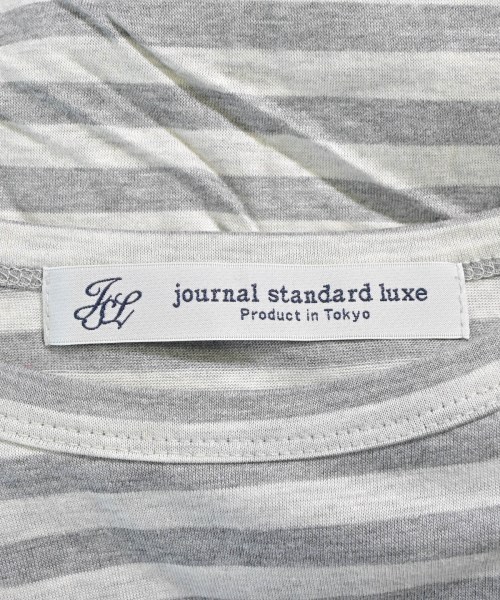 JSL
journal standard luxe
Product in Tokyo